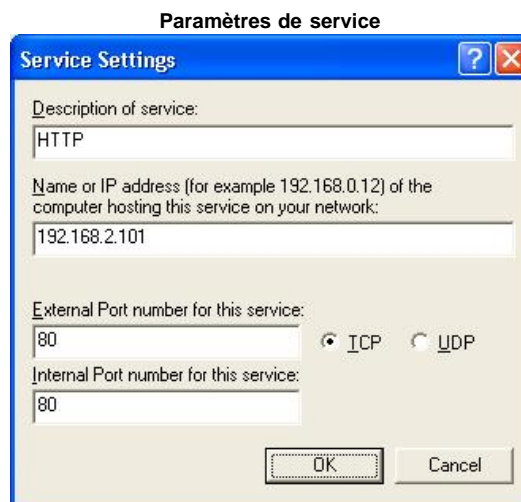 Paramètres de service
Service Settings
Description of service:
HTTP
Name or IP address (for example 192.168.0.12) of the
computer hosting this service on your network:
192.168.2.101
External Port number for this service:
80
TCP UDP
Internal Port number for this service:
80
OK Cancel